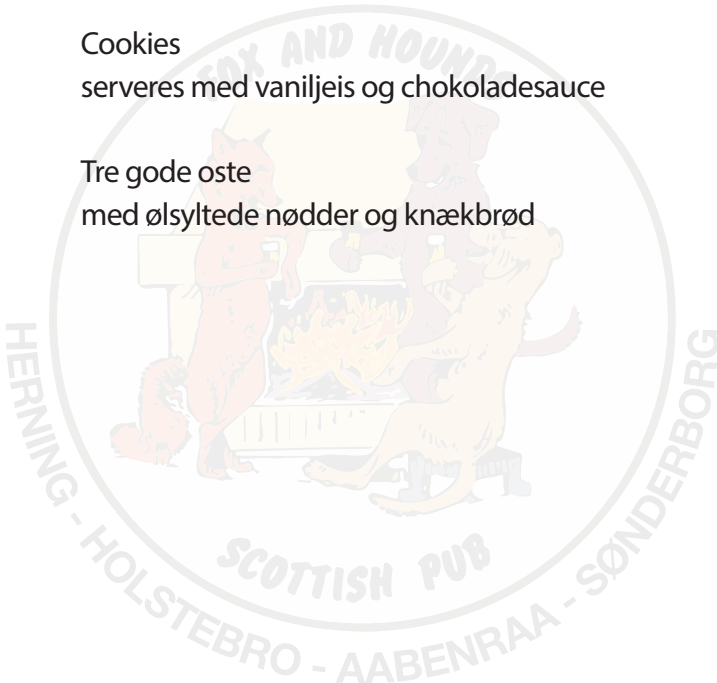 Cookies
serveres med vaniljeis og chokoladesauce
Tre gode oste
med ølsyltede nødder og knækbrød
FOX AND HOUNDS
SCOTTISH PUB
HERNING - HOLSTEBRO - AABENRAA - SØNDERBORG